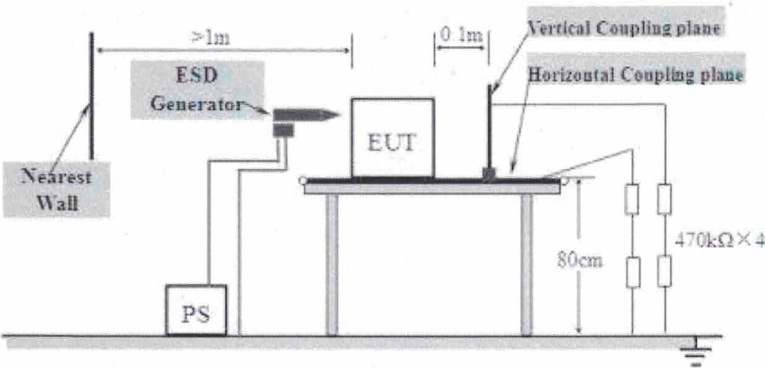 >1m
0.1m
Vertical Coupling plane
ESD
Generator
Horizontal Coupling plane
EUT
Nearest
Wall
470kΩ×4
80cm
PS